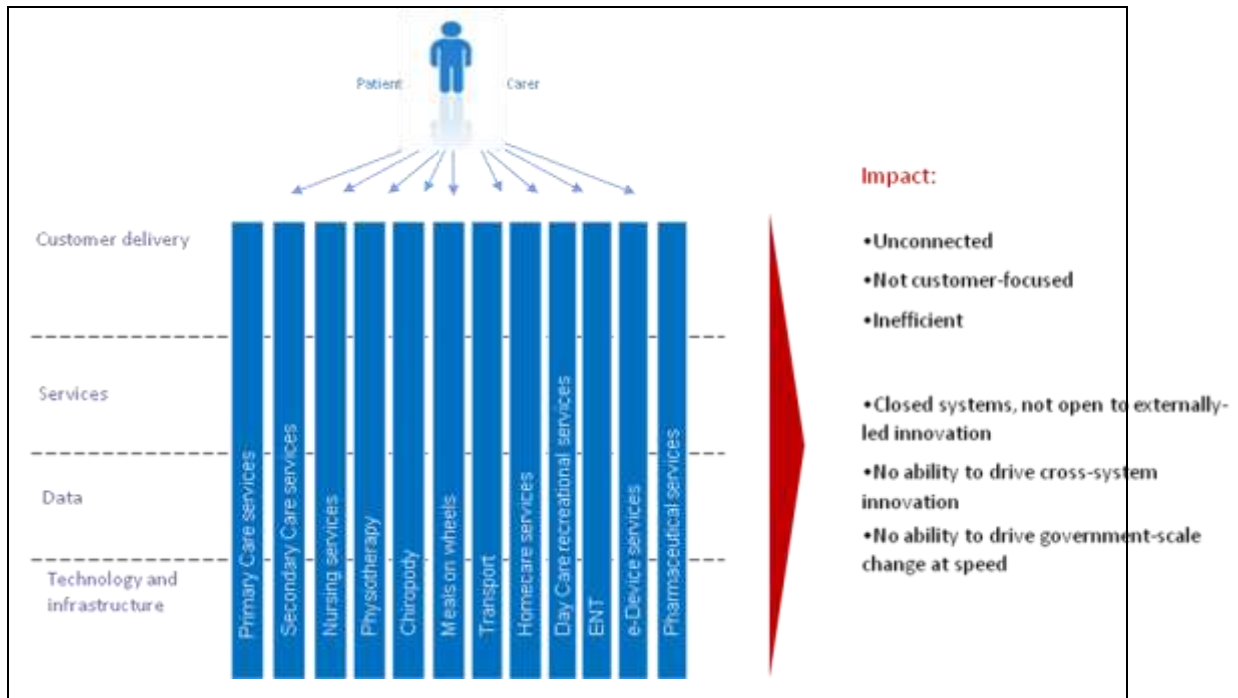 Patient
Carer
Impact:
Customer delivery
•Unconnected
•Not customer-focused
•Inefficient
Services
•Closed systems, not open to externally-
led innovation
Data
•No ability to drive cross-system
innovation
•No ability to drive government-scale
change at speed
Technology and
infrastructure
Primary Care services
Secondary Care services
Nursing services
Physiotherapy
Chiropody
Meals on wheels
Transport
Homecare services
Day Care recreational services
ENT
e-Device services
Pharmaceutical services